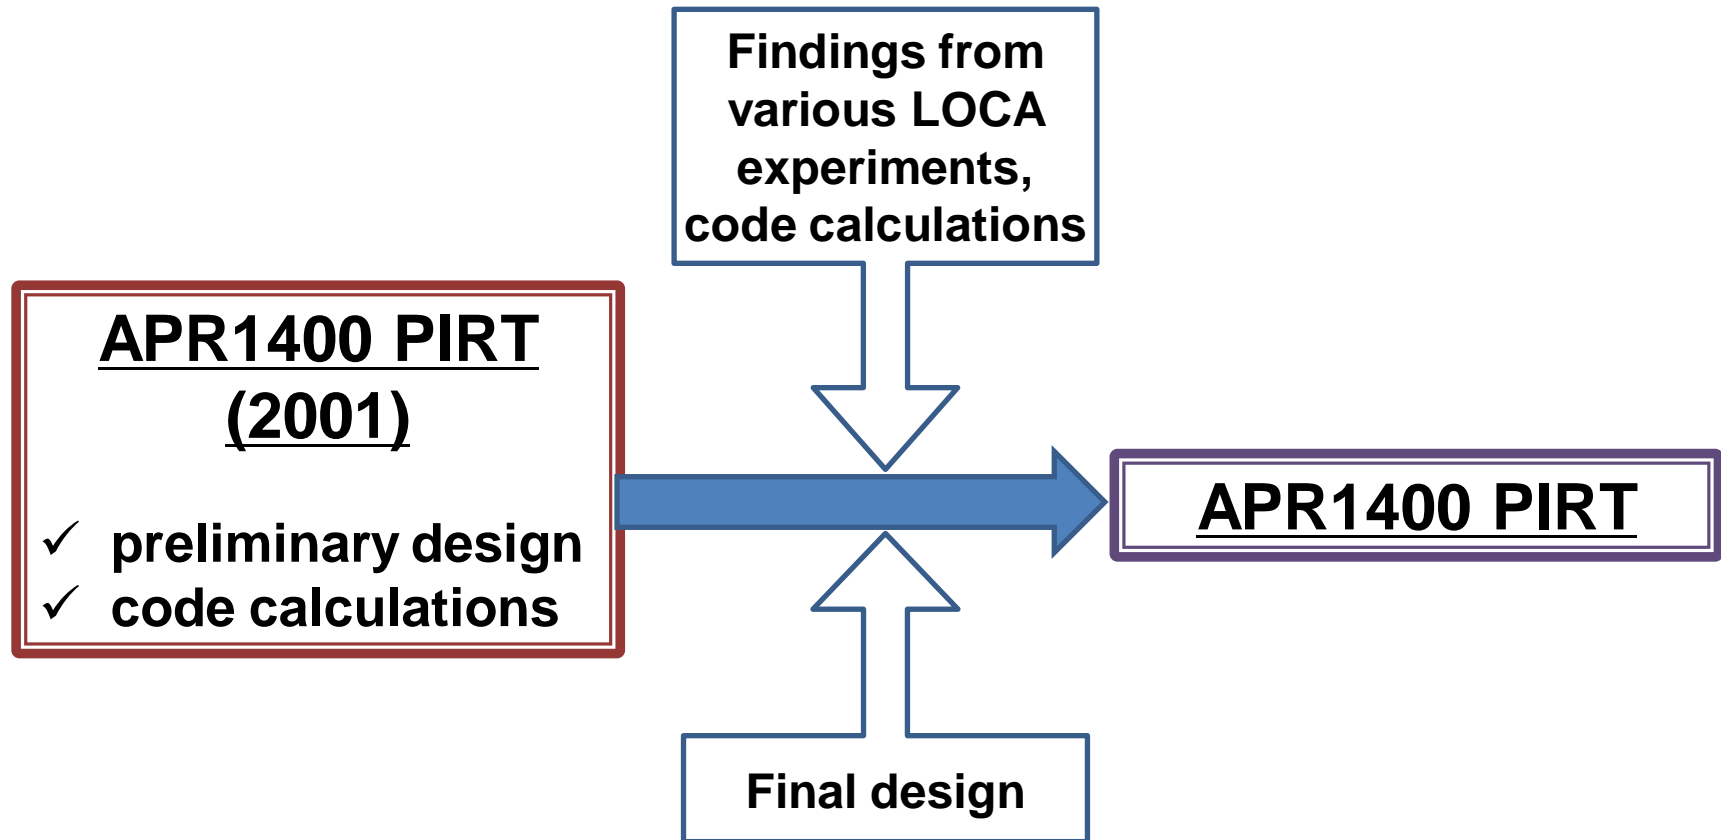 Findings from
various LOCA
experiments,
code calculations
APR1400 PIRT
(2001)
✓ preliminary design
✓ code calculations
APR1400 PIRT
Final design